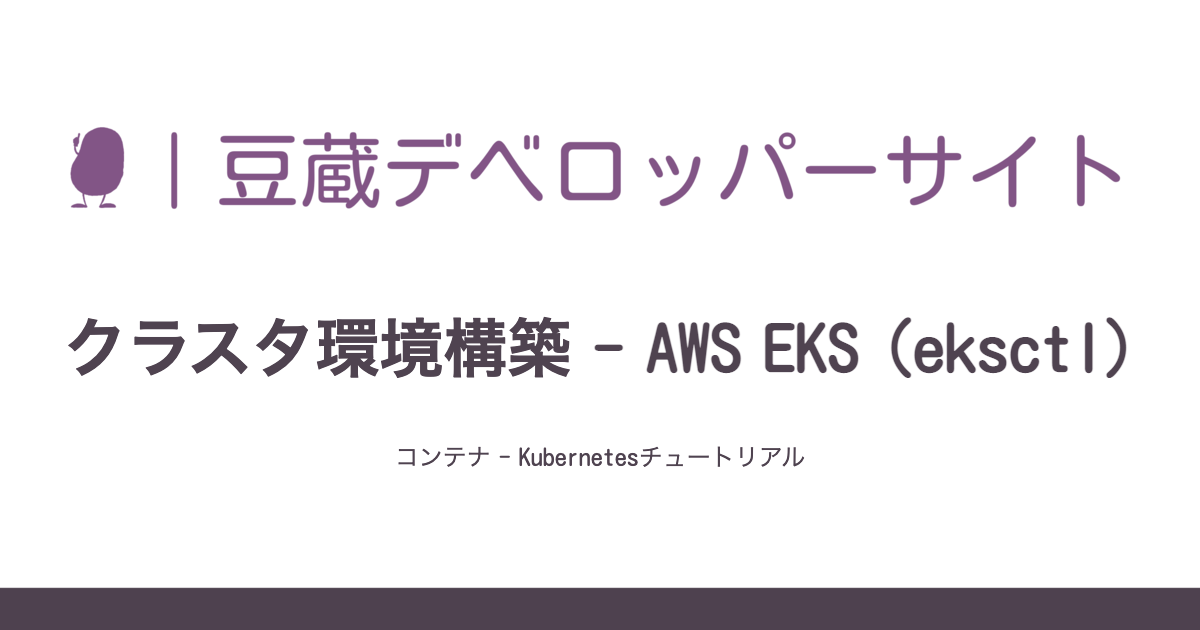 豆蔵デベロッパーサイト
クラスタ環境構築 - AWS EKS (eksctl)
コンテナ - Kubernetesチュートリアル